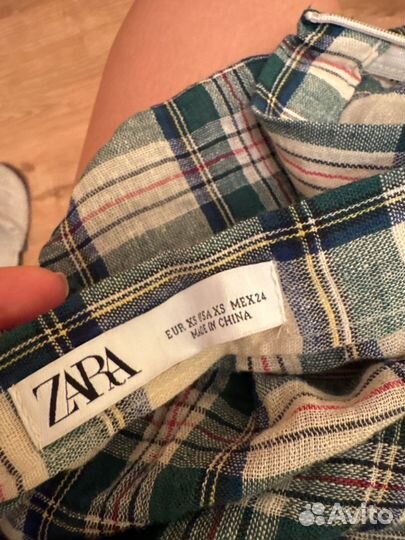 ZARA
EUR XS USA XS MEX 24
MADE IN CHINA
Avito